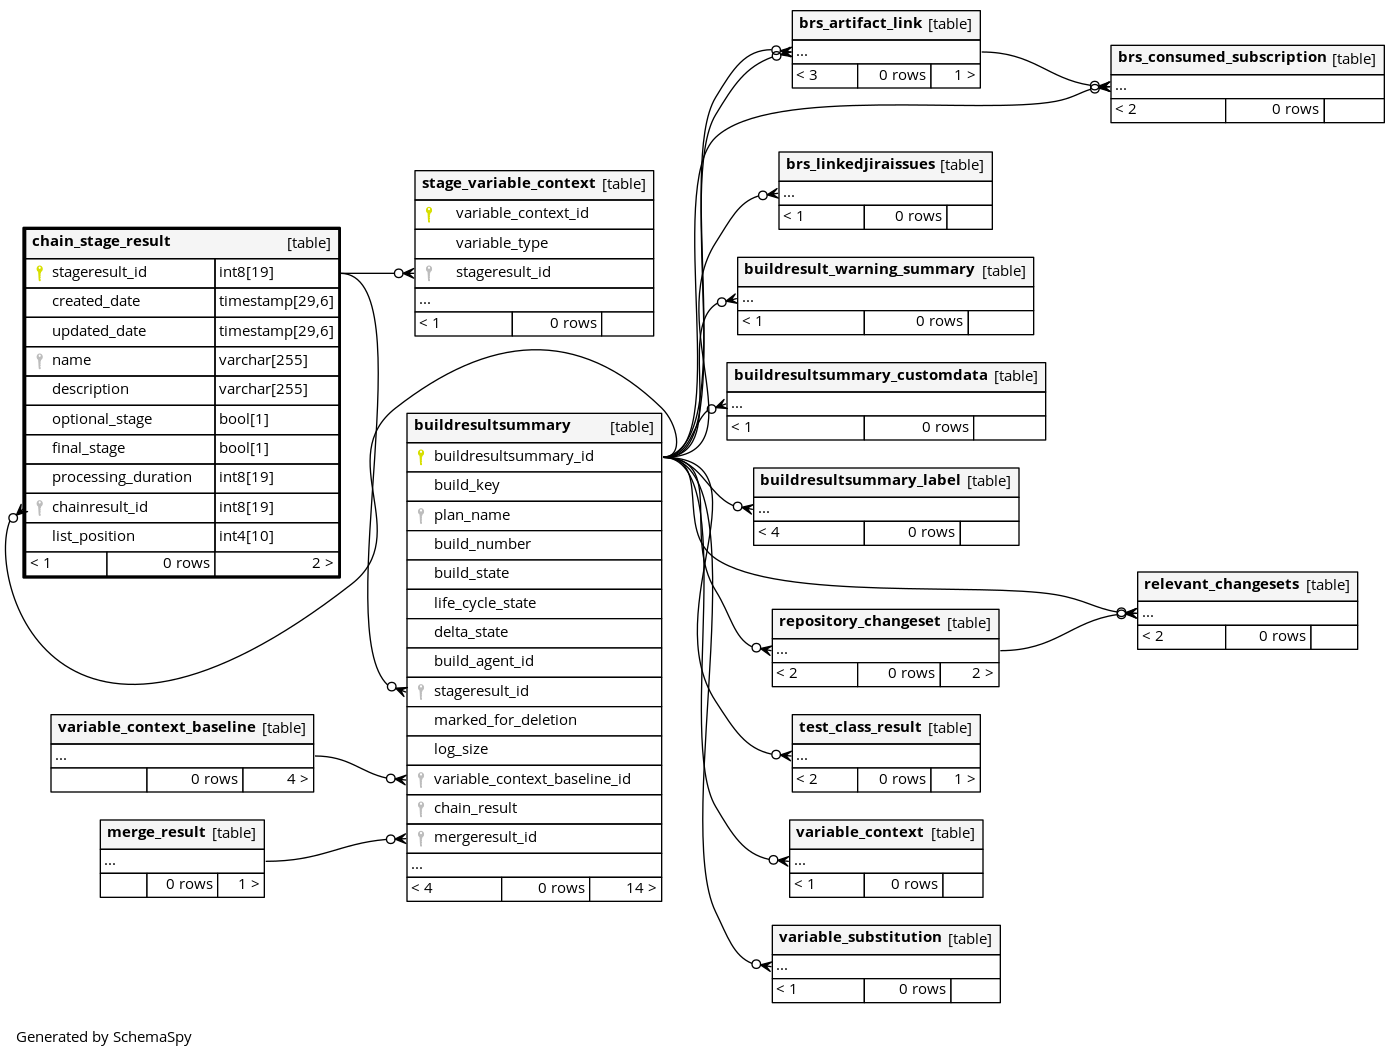 brs_artifact_link [table]
...
< 3 0 rows 1 >
brs_consumed_subscription [table]
...
< 2 0 rows
brs_linkedjiraissues [table]
...
< 1 0 rows
stage_variable_context [table]
variable_context_id
variable_type
stageresult_id
...
< 1 0 rows
chain_stage_result [table]
stageresult_id int8[19]
created_date timestamp[29,6]
updated_date timestamp[29,6]
name varchar[255]
description varchar[255]
optional_stage bool[1]
final_stage bool[1]
processing_duration int8[19]
chainresult_id int8[19]
list_position int4[10]
< 1 0 rows 2 >
buildresult_warning_summary [table]
...
< 1 0 rows
buildresultsummary_customdata [table]
...
< 1 0 rows
buildresultsummary [table]
buildresultsummary_id
build_key
plan_name
build_number
build_state
life_cycle_state
delta_state
build_agent_id
stageresult_id
marked_for_deletion
log_size
variable_context_baseline_id
chain_result
mergeresult_id
...
< 4 0 rows 14 >
buildresultsummary_label [table]
...
< 4 0 rows
relevant_changesets [table]
...
< 2 0 rows
repository_changeset [table]
...
< 2 0 rows 2 >
variable_context_baseline [table]
...
0 rows 4 >
test_class_result [table]
...
< 2 0 rows 1 >
merge_result [table]
...
0 rows 1 >
variable_context [table]
...
< 1 0 rows
variable_substitution [table]
...
< 1 0 rows
Generated by SchemaSpy